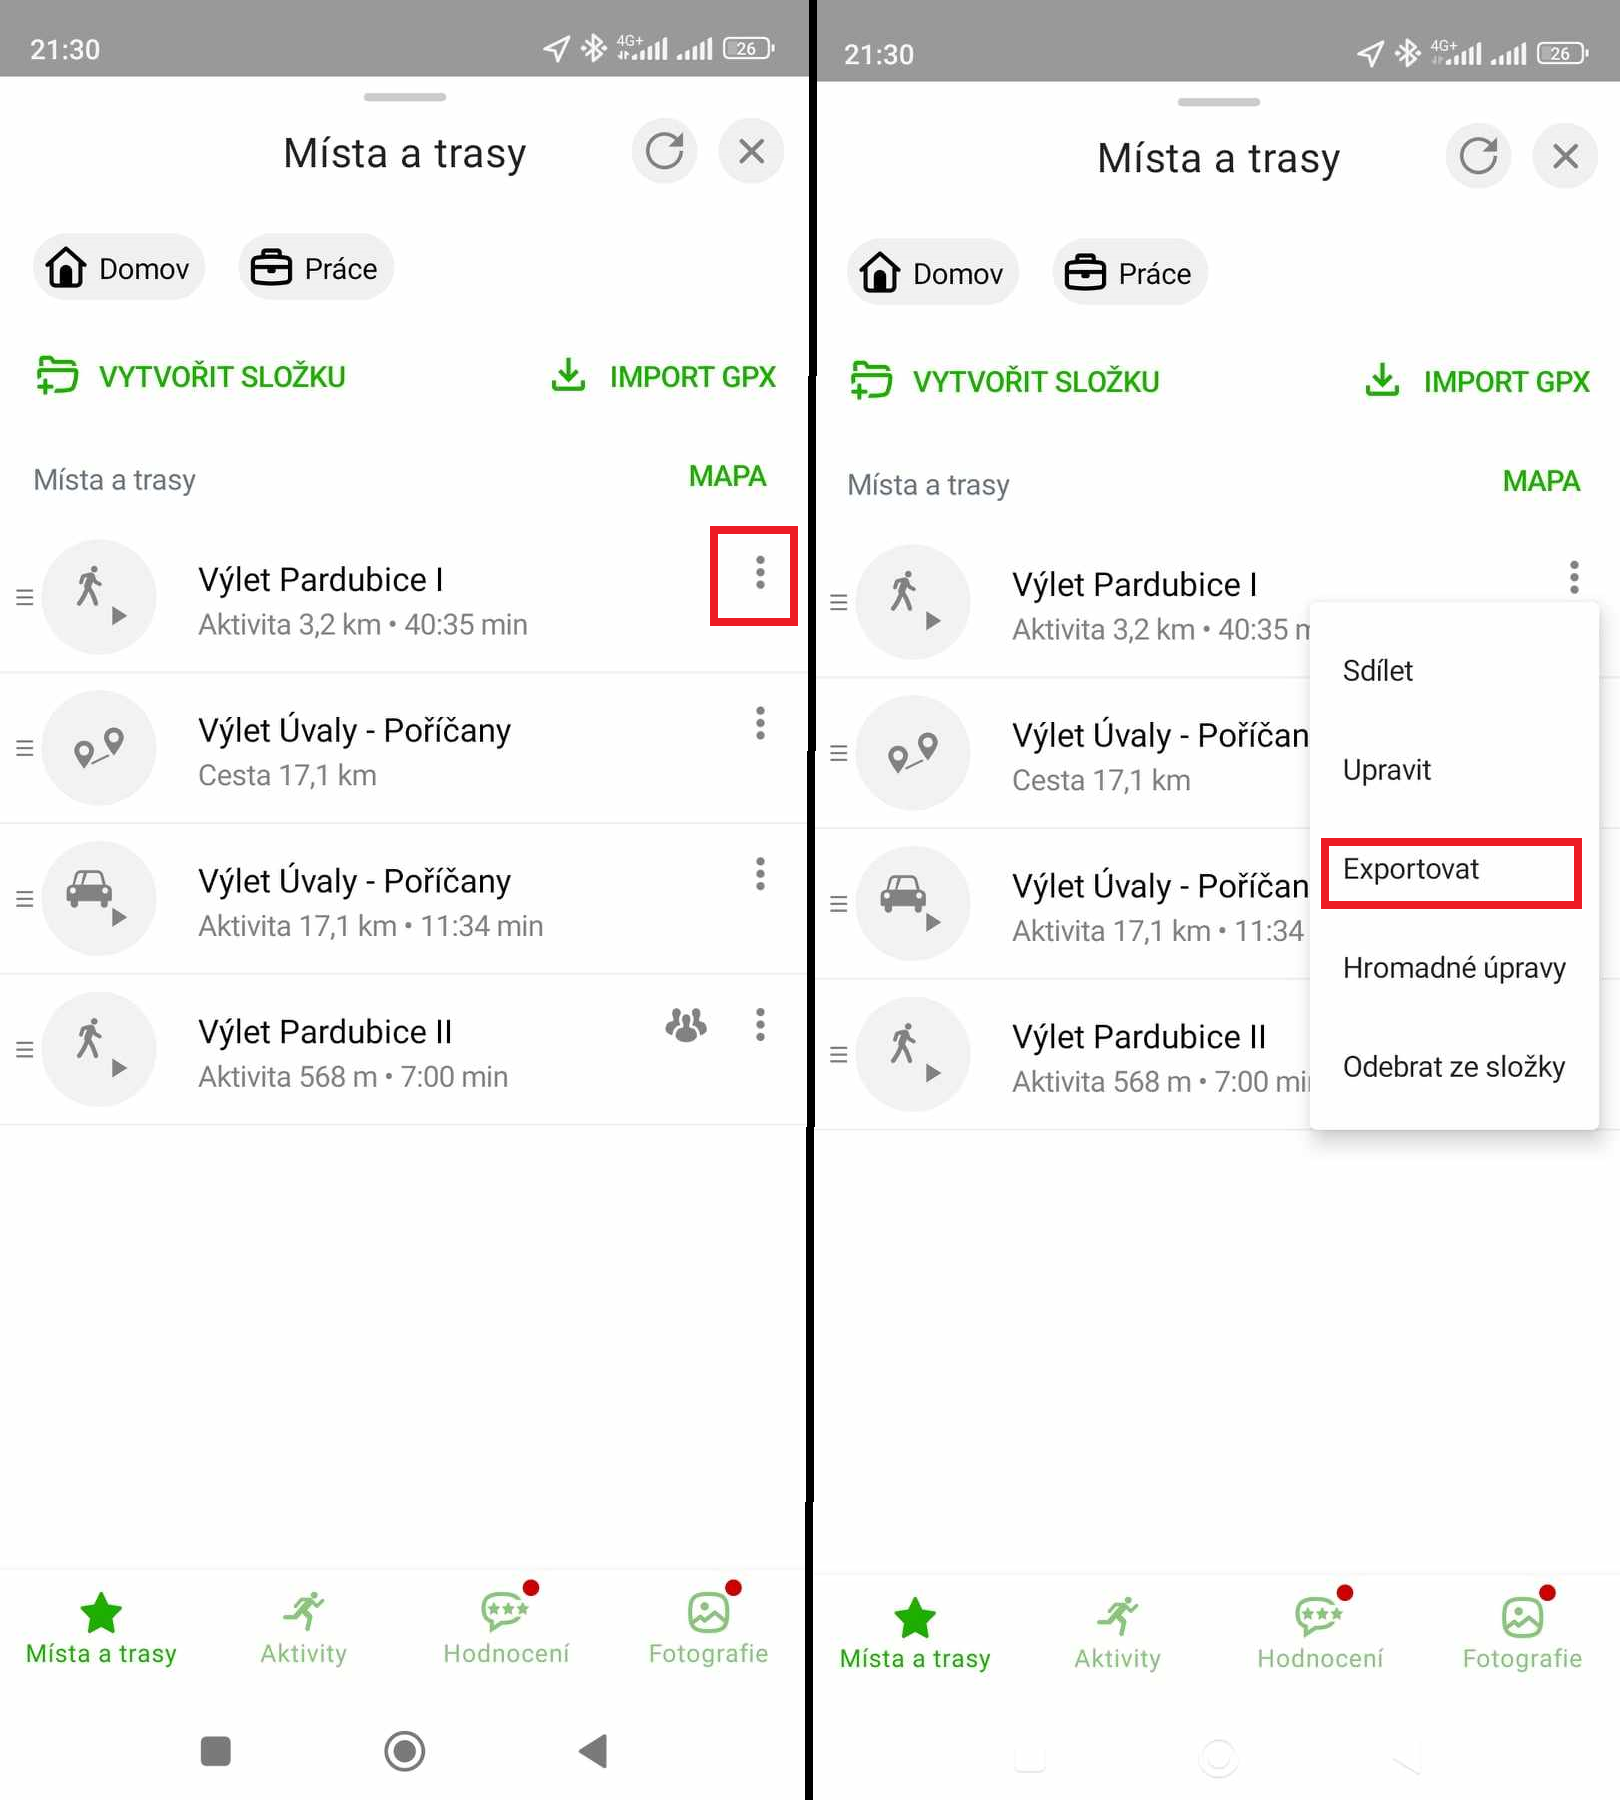 21:30
4G+
26
Místa a trasy
Domov
Práce
VYTVOŘIT SLOŽKU
IMPORT GPX
Místa a trasy
MAPA
Výlet Pardubice I
Aktivita 3,2 km • 40:35 min
Výlet Úvaly - Poříčany
Cesta 17,1 km
Výlet Úvaly - Poříčany
Aktivita 17,1 km • 11:34 min
Výlet Pardubice II
Aktivita 568 m • 7:00 min
Místa a trasy
Aktivity
Hodnocení
Fotografie
21:30
4G+
26
Místa a trasy
Domov
Práce
VYTVOŘIT SLOŽKU
IMPORT GPX
Místa a trasy
MAPA
Výlet Pardubice I
Aktivita 3,2 km • 40:35 m
Výlet Úvaly - Poříčan
Cesta 17,1 km
Výlet Úvaly - Poříčan
Aktivita 17,1 km • 11:34
Výlet Pardubice II
Aktivita 568 m • 7:00 mi
Sdílet
Upravit
Exportovat
Hromadné úpravy
Odebrat ze složky
Místa a trasy
Aktivity
Hodnocení
Fotografie